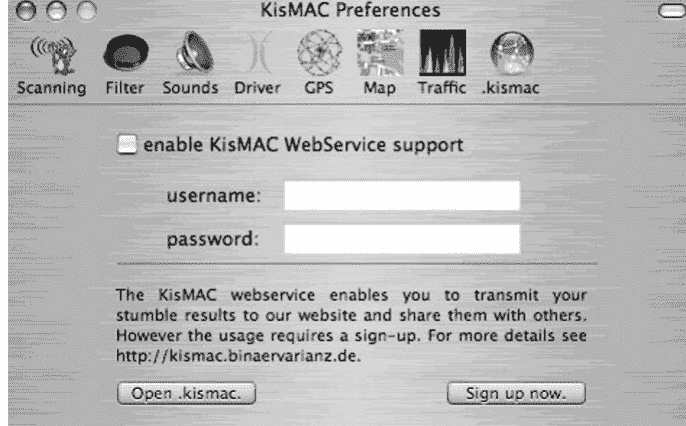 KisMAC Preferences
Scanning Filter Sounds Driver GPS Map Traffic .kismac
enable KisMAC WebService support
username:
password:
The KisMAC webservice enables you to transmit your
stumble results to our website and share them with others.
However the usage requires a sign-up. For more details see
http://kismac.binaervarianz.de.
Open .kismac. Sign up now.